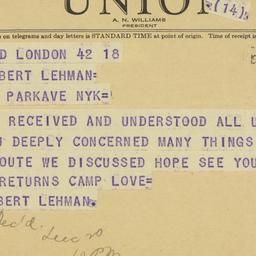 UNION
(14)
A. N. WILLIAMS
PRESIDENT
e on telegrams and day letters is STANDARD TIME at point of origin. Time of receipt is
D LONDON 42 18
BERT LEHMAN=
PARKAVE NYK=
RECEIVED AND UNDERSTOOD ALL U
DEEPLY CONCERNED MANY THINGS
OUTE WE DISCUSSED HOPE SEE YOU
RETURNS CAMP LOVE=
BERT LEHMAN.